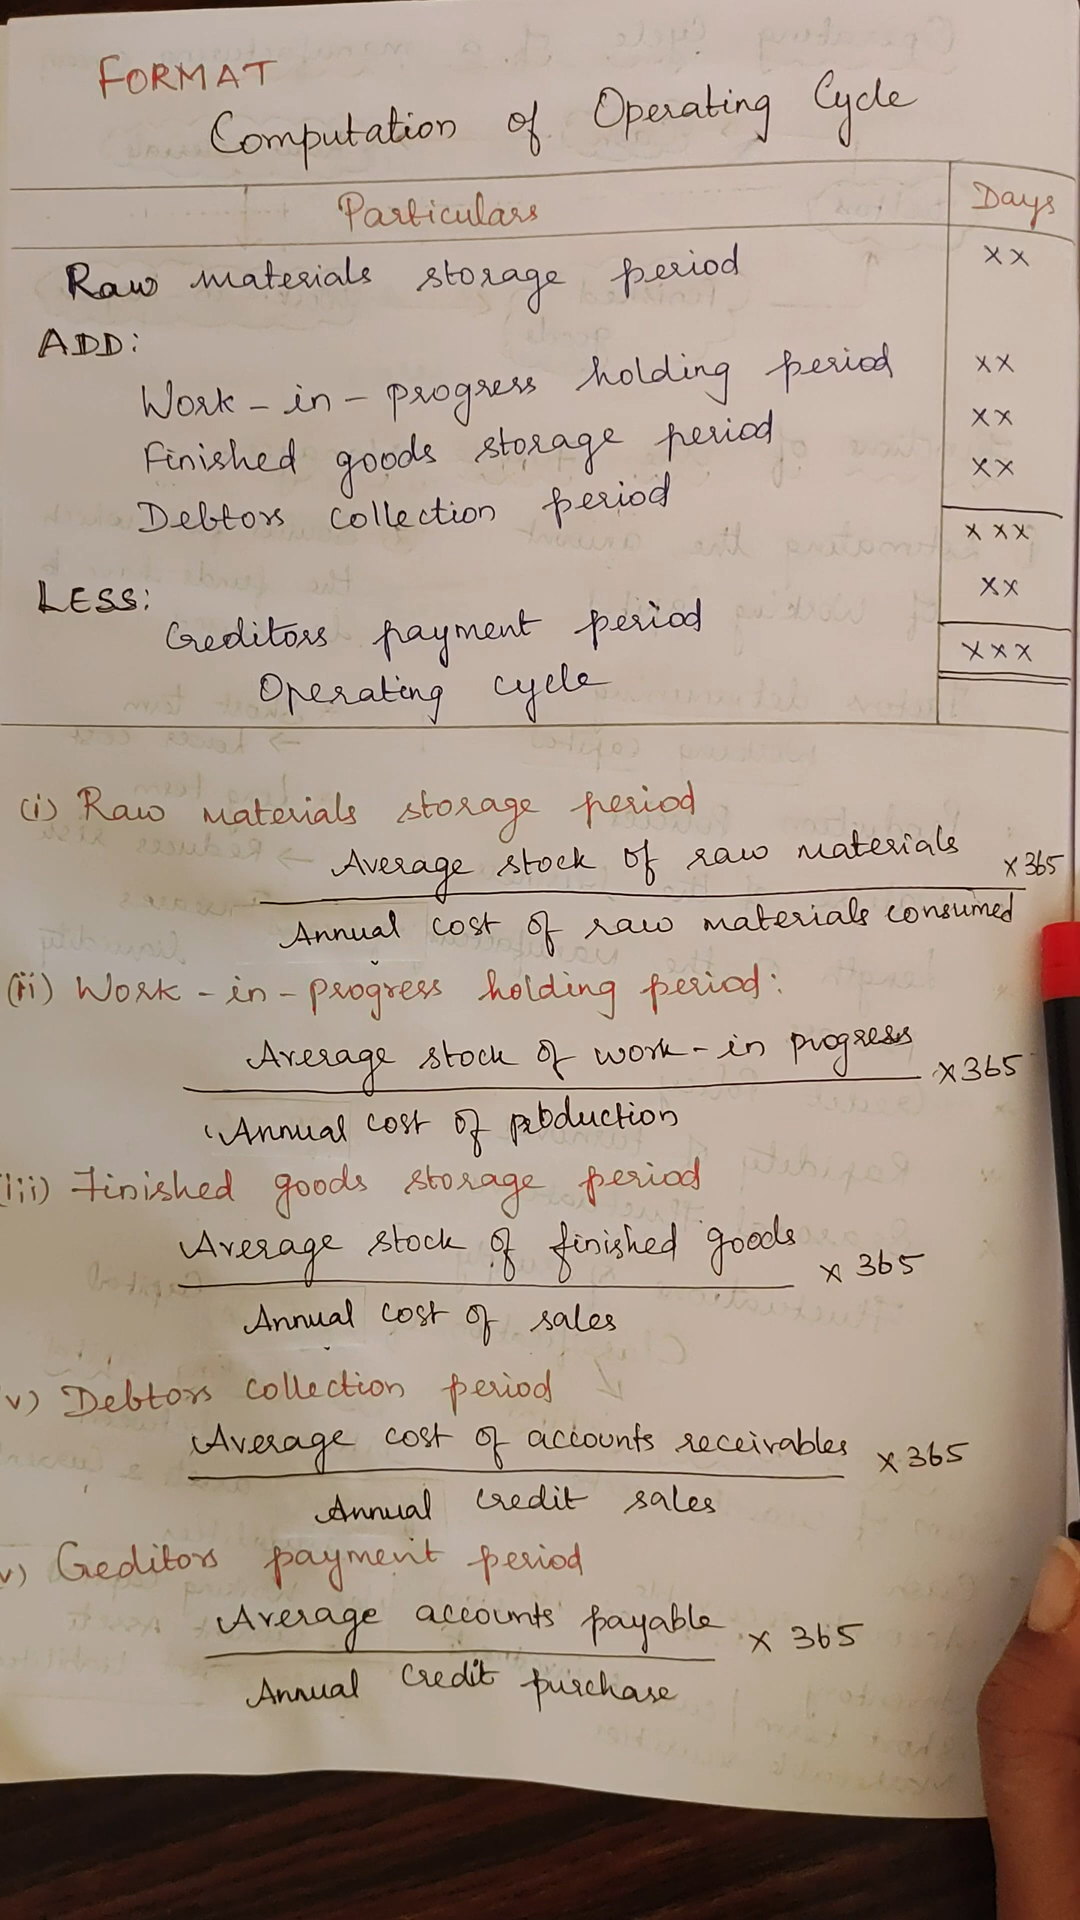 FORMAT
Computation of Operating Cycle
Particulars Days
Raw materials storage period xx
ADD:
Work-in-progress holding period xx
Finished goods storage period xx
Debtors collection period xx
xxx
LESS:
Creditors payment period xx
Operating cycle xxx
(i) Raw materials storage period
Average stock of raw materials x 365
Annual cost of raw materials consumed
(ii) Work-in-progress holding period:
Average stock of work-in progress x 365
Annual cost of production
(iii) Finished goods storage period
Average stock of finished goods x 365
Annual cost of sales
v) Debtors collection period
Average cost of accounts receivables x 365
Annual credit sales
v) Creditors payment period
Average accounts payable x 365
Annual Credit purchase